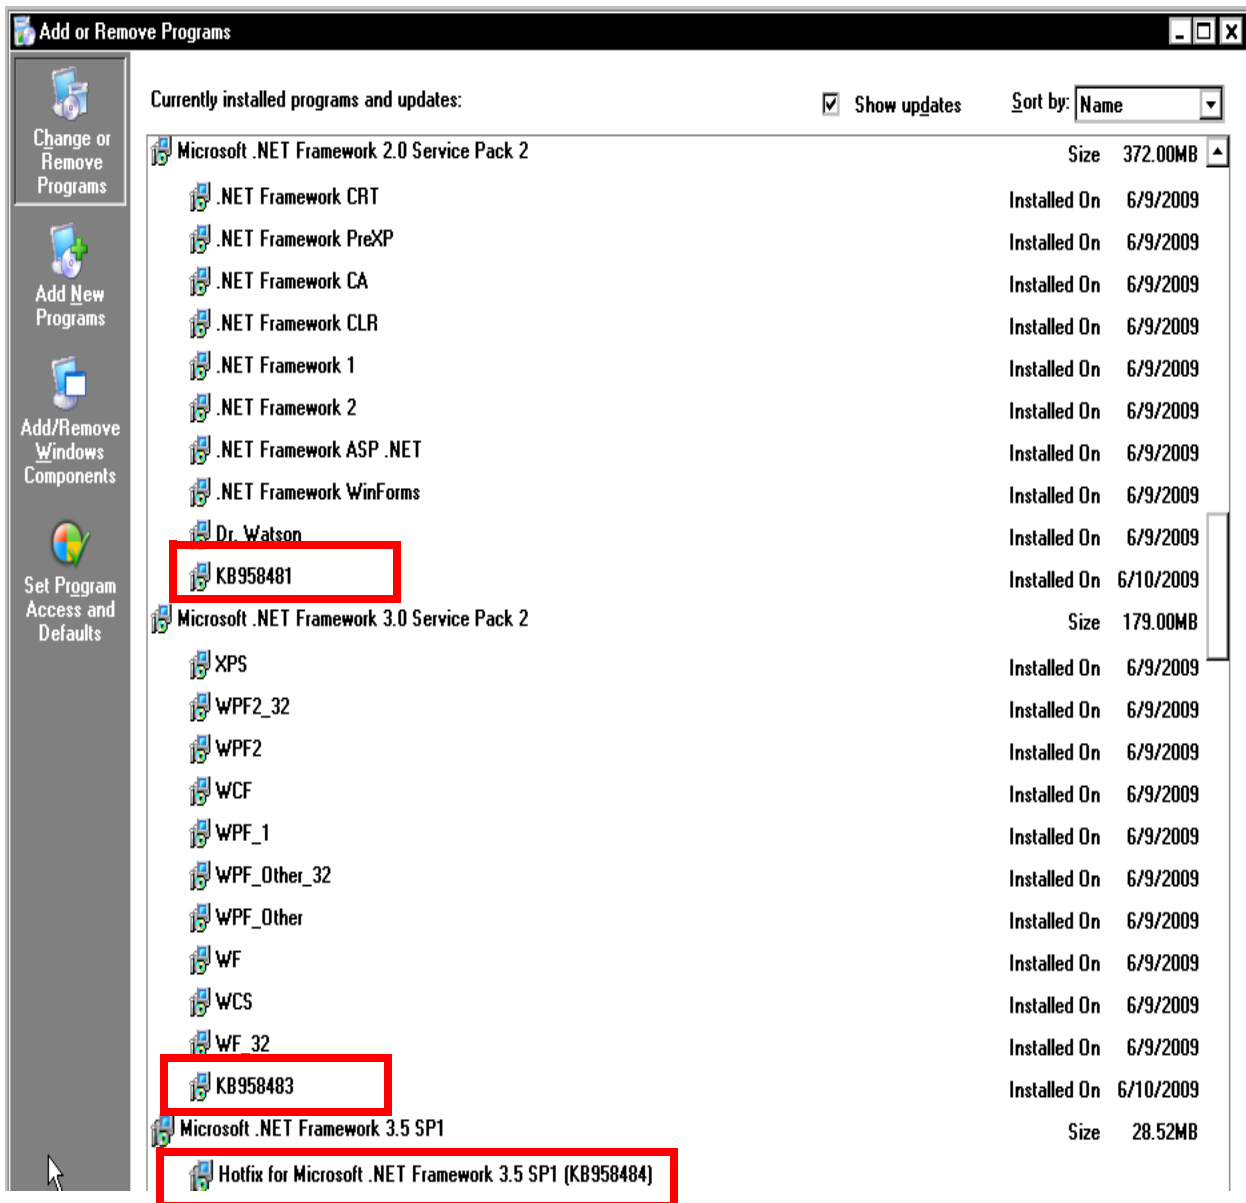 Add or Remove Programs
Change or
Remove
Programs
Add New
Programs
Add/Remove
Windows
Components
Set Program
Access and
Defaults
Currently installed programs and updates: Show updates Sort by: Name
Microsoft .NET Framework 2.0 Service Pack 2 Size 372.00MB
.NET Framework CRT Installed On 6/9/2009
.NET Framework PreXP Installed On 6/9/2009
.NET Framework CA Installed On 6/9/2009
.NET Framework CLR Installed On 6/9/2009
.NET Framework 1 Installed On 6/9/2009
.NET Framework 2 Installed On 6/9/2009
.NET Framework ASP .NET Installed On 6/9/2009
.NET Framework WinForms Installed On 6/9/2009
Dr. Watson Installed On 6/9/2009
KB958481 Installed On 6/10/2009
Microsoft .NET Framework 3.0 Service Pack 2 Size 179.00MB
XPS Installed On 6/9/2009
WPF2_32 Installed On 6/9/2009
WPF2 Installed On 6/9/2009
WCF Installed On 6/9/2009
WPF_1 Installed On 6/9/2009
WPF_Other_32 Installed On 6/9/2009
WPF_Other Installed On 6/9/2009
WF Installed On 6/9/2009
WCS Installed On 6/9/2009
WF_32 Installed On 6/9/2009
KB958483 Installed On 6/10/2009
Microsoft .NET Framework 3.5 SP1 Size 28.52MB
Hotfix for Microsoft .NET Framework 3.5 SP1 (KB958484)